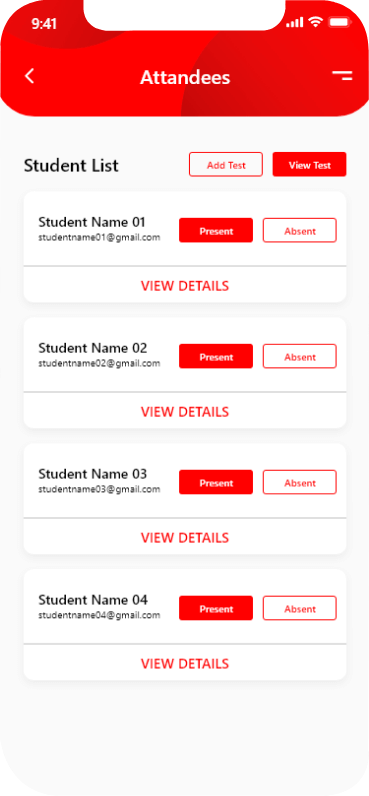 9:41
Attandees
Student List
Add Test
View Test
Student Name 01
studentname01@gmail.com
Present
Absent
VIEW DETAILS
Student Name 02
studentname02@gmail.com
Present
Absent
VIEW DETAILS
Student Name 03
studentname03@gmail.com
Present
Absent
VIEW DETAILS
Student Name 04
studentname04@gmail.com
Present
Absent
VIEW DETAILS